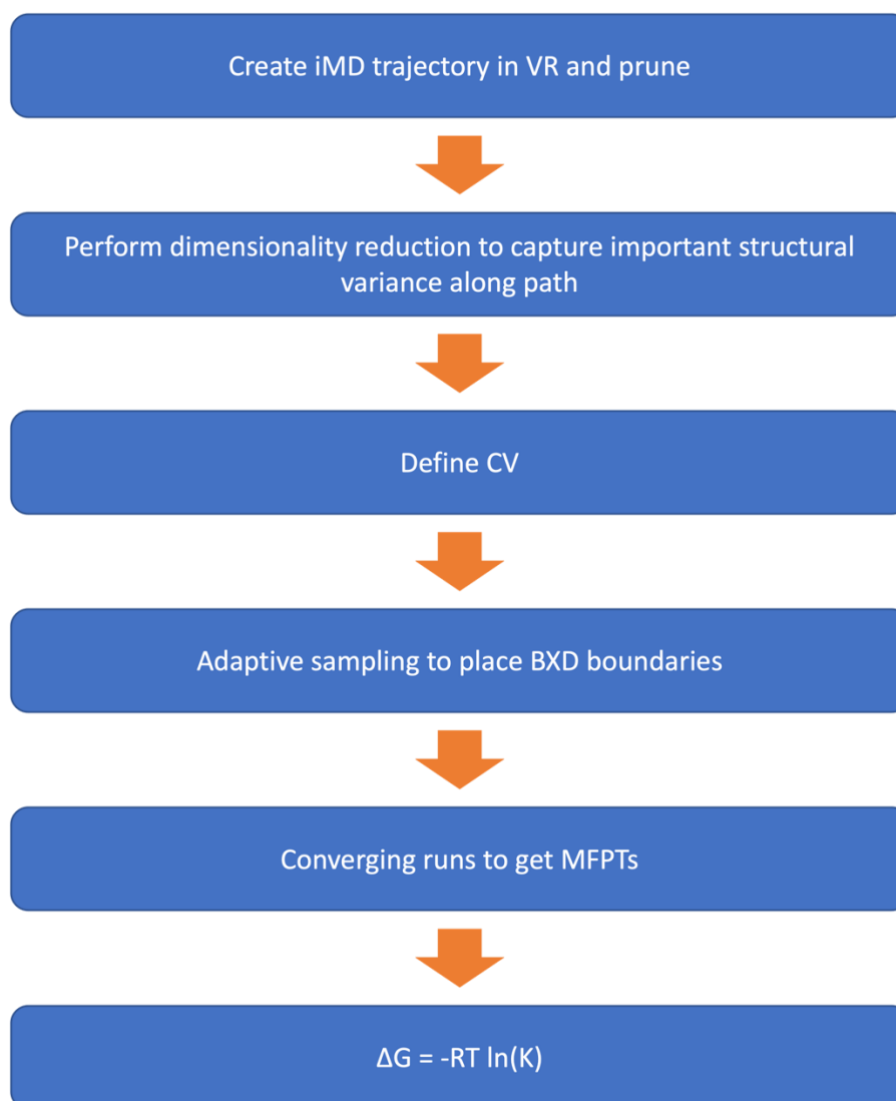 Create iMD trajectory in VR and prune
Perform dimensionality reduction to capture important structural
variance along path
Define CV
Adaptive sampling to place BXD boundaries
Converging runs to get MFPTs
ΔG = -RT ln(K)